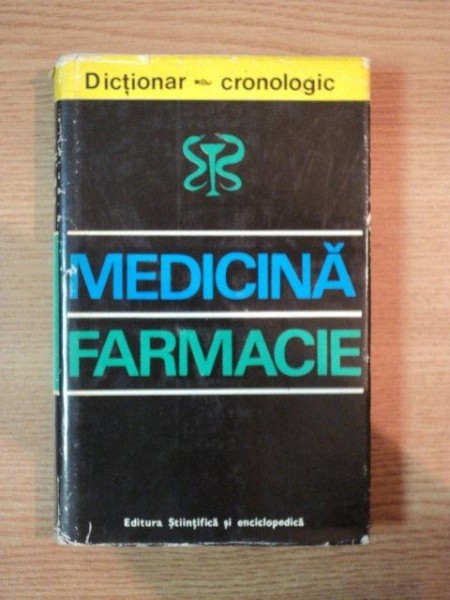 Dicționar - cronologic
MEDICINĂ
FARMACIE
Editura Științifică și enciclopedică